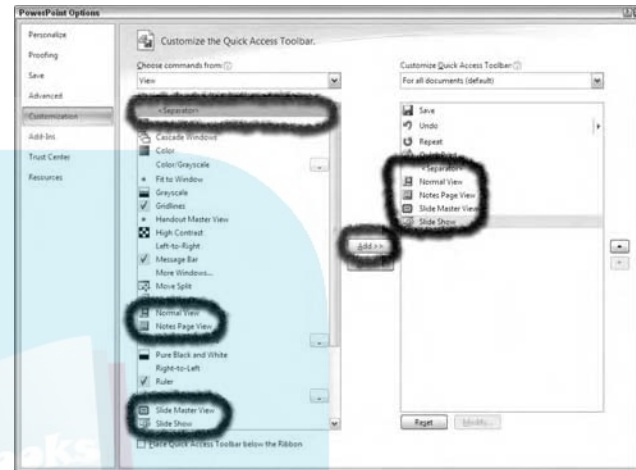 PowerPoint Options
Personalize
Proofing
Save
Advanced
Customization
Add-Ins
Trust Center
Resources
Customize the Quick Access Toolbar.
Choose commands from:
View
<Separator>
Cascade Windows
Color
Color/Grayscale
Fit to Window
Grayscale
Gridlines
Handout Master View
High Contrast
Left-to-Right
Message Bar
More Windows...
Move Split
Normal View
Notes Page View
Pure Black and White
Right-to-Left
Ruler
Slide Master View
Slide Show
Place Quick Access Toolbar below the Ribbon
Add >>
Customize Quick Access Toolbar:
For all documents (default)
Save
Undo
Repeat
<Separator>
Normal View
Notes Page View
Slide Master View
Slide Show
Reset
Modify...